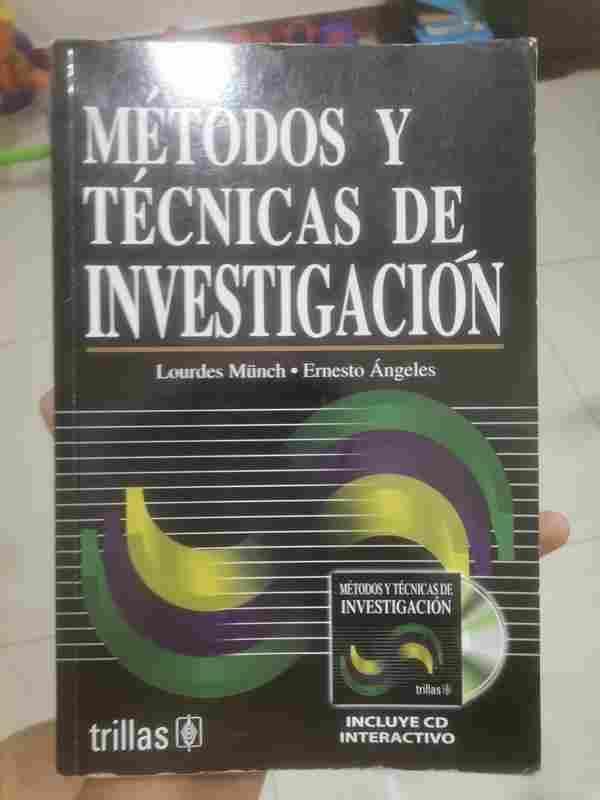 MÉTODOS Y
TÉCNICAS DE
INVESTIGACIÓN
Lourdes Münch • Ernesto Ángeles
MÉTODOS Y TÉCNICAS DE
INVESTIGACIÓN
trillas
INCLUYE CD
INTERACTIVO
trillas